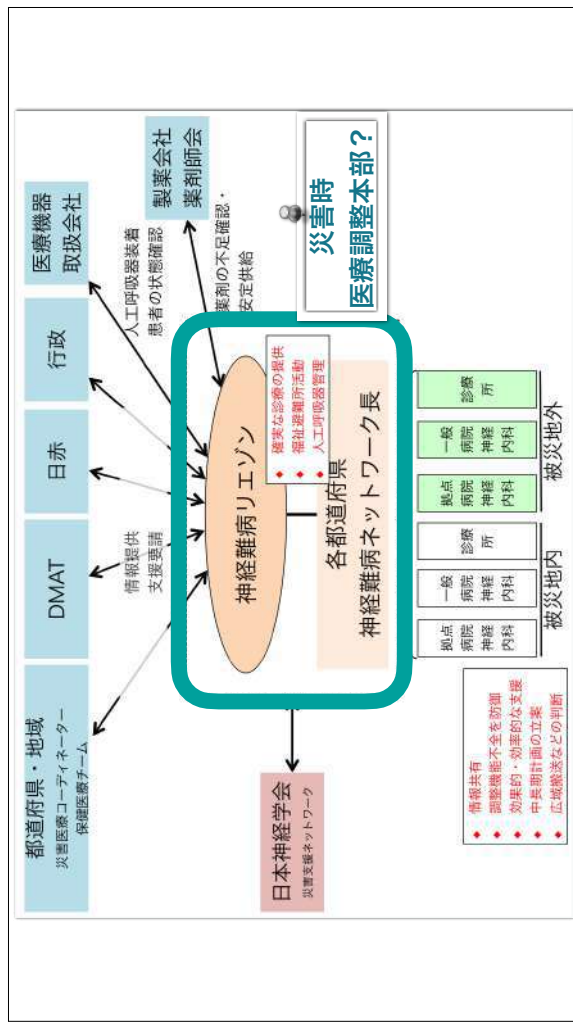 都道府県・地域
災害医療コーディネーター
保健医療チーム
DMAT
日赤
行政
医療機器
取扱会社
製薬会社
薬剤師会
情報提供
支援要請
人工呼吸器装着
患者の状態確認
薬剤の不足確認・
安定供給
日本神経学会
災害支援ネットワーク
神経難病リエゾン
◆ 確実な診療の提供
◆ 福祉避難所活動
◆ 人工呼吸器管理
各都道府県
神経難病ネットワーク長
災害時
医療調整本部？
◆ 情報共有
◆ 調整機能不全を防御
◆ 効果的・効率的な支援
◆ 中長期計画の立案
◆ 広域搬送などの判断
拠点
病院
神経
内科
一般
病院
神経
内科
診療
所
拠点
病院
神経
内科
一般
病院
神経
内科
診療
所
被災地内
被災地外